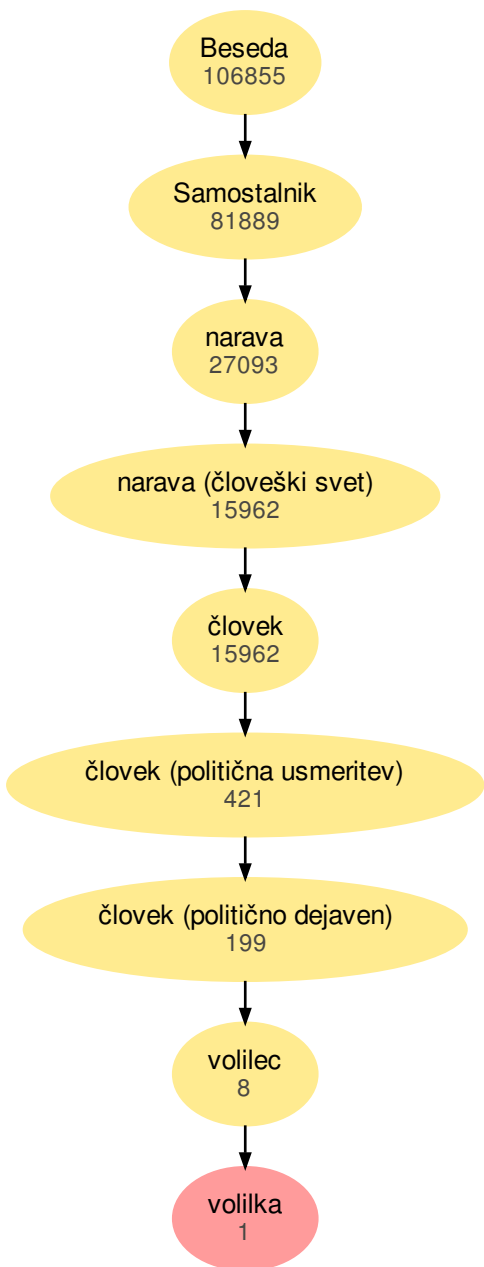 Beseda
106855
Samostalnik
81889
narava
27093
narava (človeški svet)
15962
človek
15962
človek (politična usmeritev)
421
človek (politično dejaven)
199
volilec
8
volilka
1